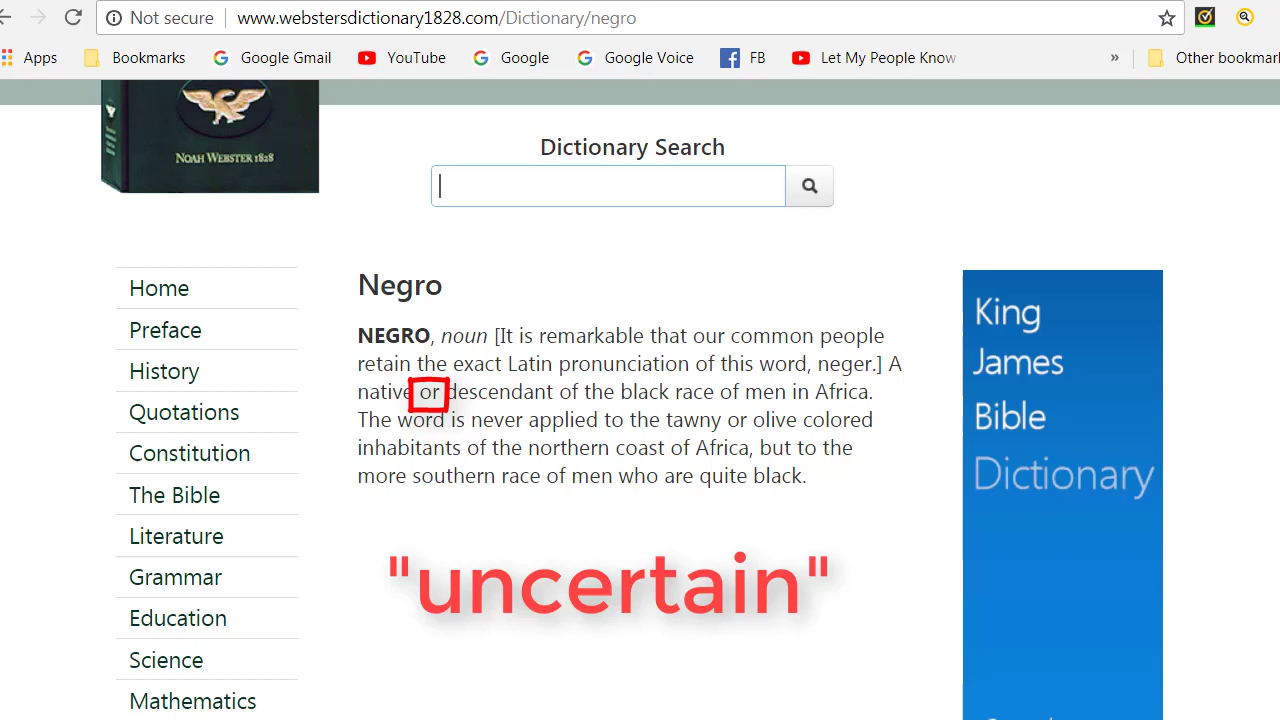 Not secure www.webstersdictionary1828.com/Dictionary/negro
Apps Bookmarks Google Gmail YouTube Google Google Voice FB Let My People Know » Other bookmar
NOAH WEBSTER 1828
Dictionary Search
Home
Preface
History
Quotations
Constitution
The Bible
Literature
Grammar
Education
Science
Mathematics
Negro
NEGRO, noun [It is remarkable that our common people
retain the exact Latin pronunciation of this word, neger.] A
native or descendant of the black race of men in Africa.
The word is never applied to the tawny or olive colored
inhabitants of the northern coast of Africa, but to the
more southern race of men who are quite black.
"uncertain"
King
James
Bible
Dictionary